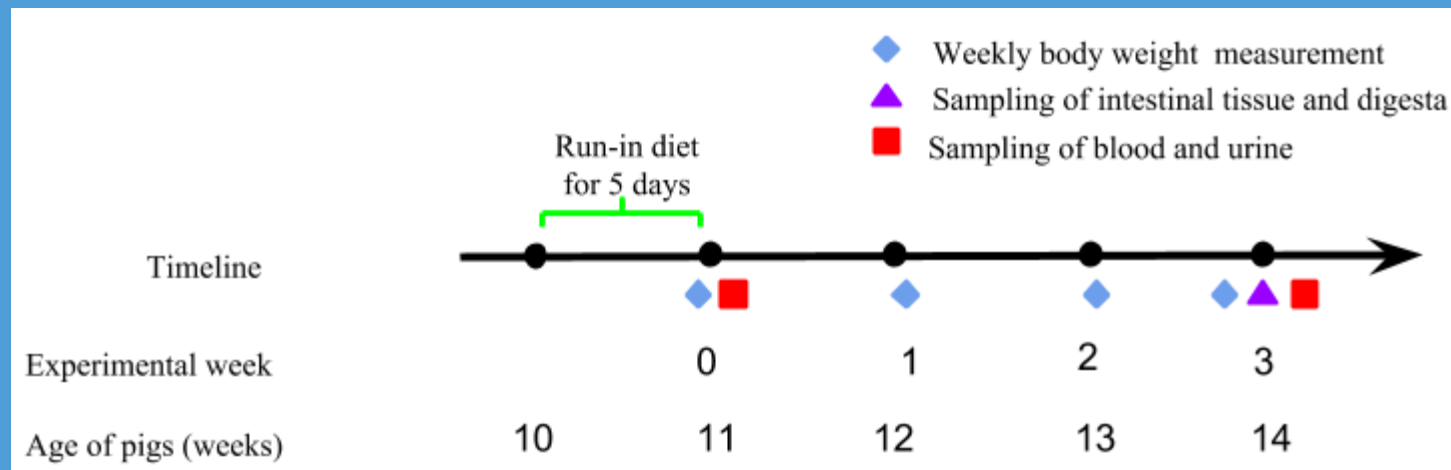 Weekly body weight measurement
Sampling of intestinal tissue and digesta
Sampling of blood and urine
Run-in diet
for 5 days
Timeline
Experimental week 0 1 2 3
Age of pigs (weeks) 10 11 12 13 14